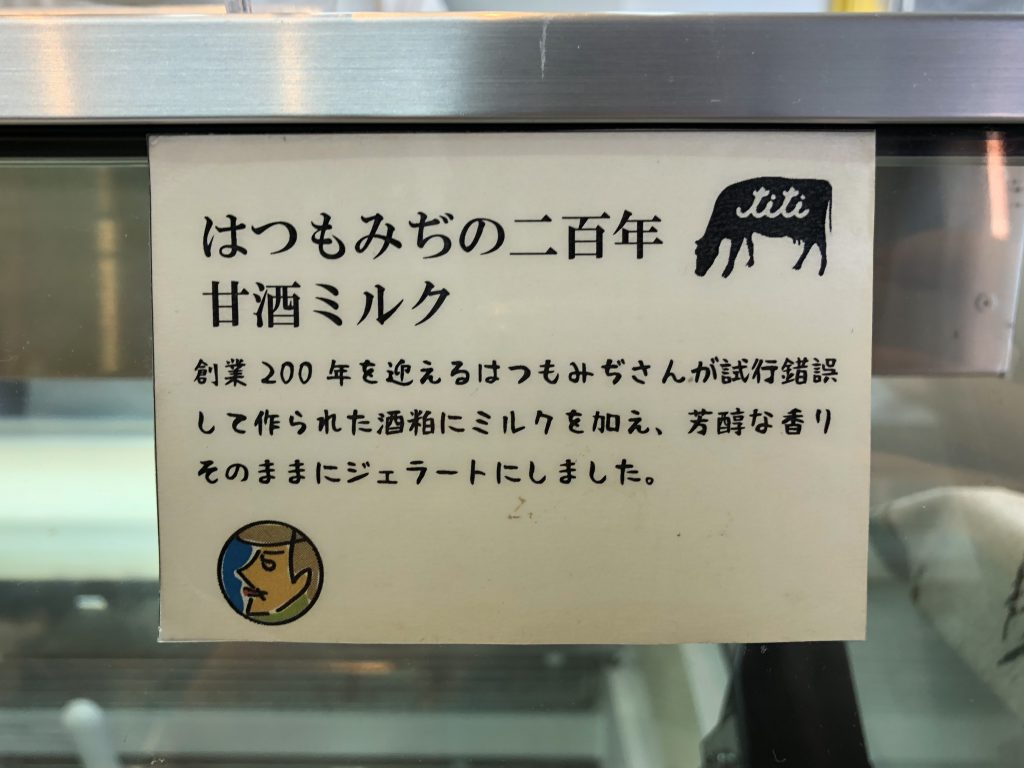 titi
はつもみぢの二百年
甘酒ミルク
創業200年を迎えるはつもみぢさんが試行錯誤
して作られた酒粕にミルクを加え、芳醇な香り
そのままにジェラートにしました。